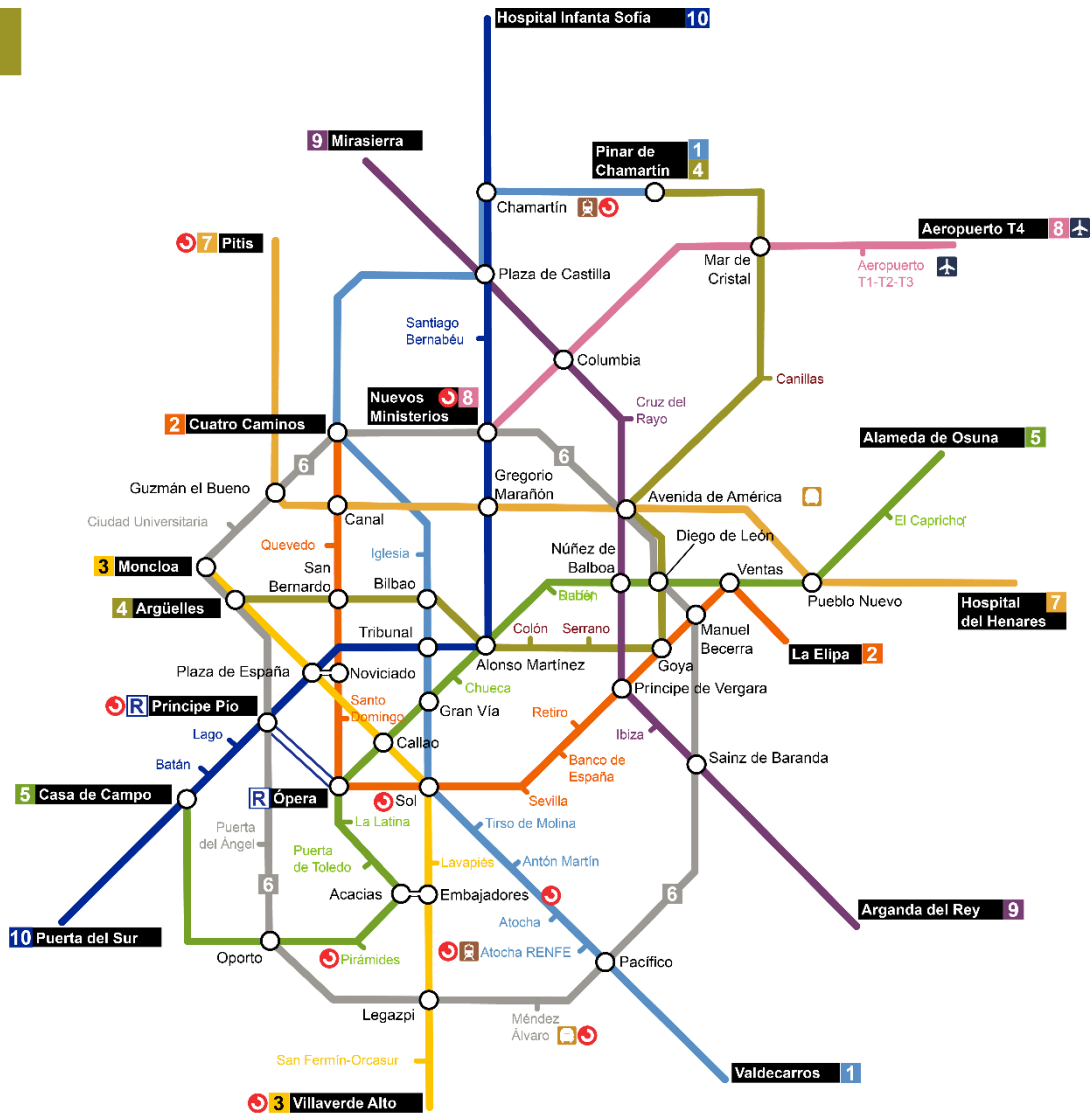 Hospital Infanta Sofía 10
9 Mirasierra
Pinar de
Chamartín
1
4
Chamartín
Aeropuerto T4 8
7 Pitis
Mar de
Cristal
Aeropuerto
T1-T2-T3
Plaza de Castilla
Santiago
Bernabéu
Columbia
Canillas
Nuevos
Ministerios
8
Cruz del
Rayo
2 Cuatro Caminos
Alameda de Osuna 5
6
6
Gregorio
Marañón
Guzmán el Bueno
Avenida de América
Canal
Ciudad Universitaria
El Capricho
Diego de León
Quevedo
Iglesia
Núñez de
Balboa
Ventas
3 Moncloa
San
Bernardo
Bilbao
Rubén
Pueblo Nuevo
Hospital
del Henares
7
4 Argüelles
Tribunal
Colón
Serrano
Manuel
Becerra
La Elipa 2
Alonso Martínez
Goya
Plaza de España
Noviciado
Chueca
Principe de Vergara
R Príncipe Pío
Santo
Domingo
Gran Vía
Retiro
Ibiza
Lago
Callao
Banco de
España
Sainz de Baranda
Batán
5 Casa de Campo
R Ópera
Sol
Sevilla
La Latina
Tirso de Molina
Puerta
del Ángel
Puerta
de Toledo
Lavapiés
Antón Martín
6
6
Acacias
Embajadores
Arganda del Rey 9
Atocha
10 Puerta del Sur
Oporto
Pirámides
Atocha RENFE
Pacífico
Legazpi
Méndez
Álvaro
San Fermín-Orcasur
Valdecarros 1
3 Villaverde Alto